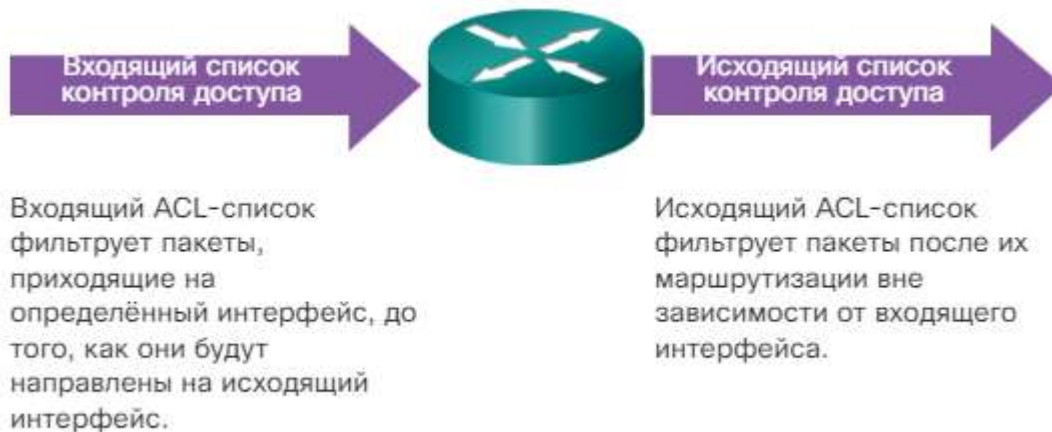 Входящий список
контроля доступа
Исходящий список
контроля доступа
Входящий ACL-список
фильтрует пакеты,
приходящие на
определённый интерфейс, до
того, как они будут
направлены на исходящий
интерфейс.
Исходящий ACL-список
фильтрует пакеты после их
маршрутизации вне
зависимости от входящего
интерфейса.